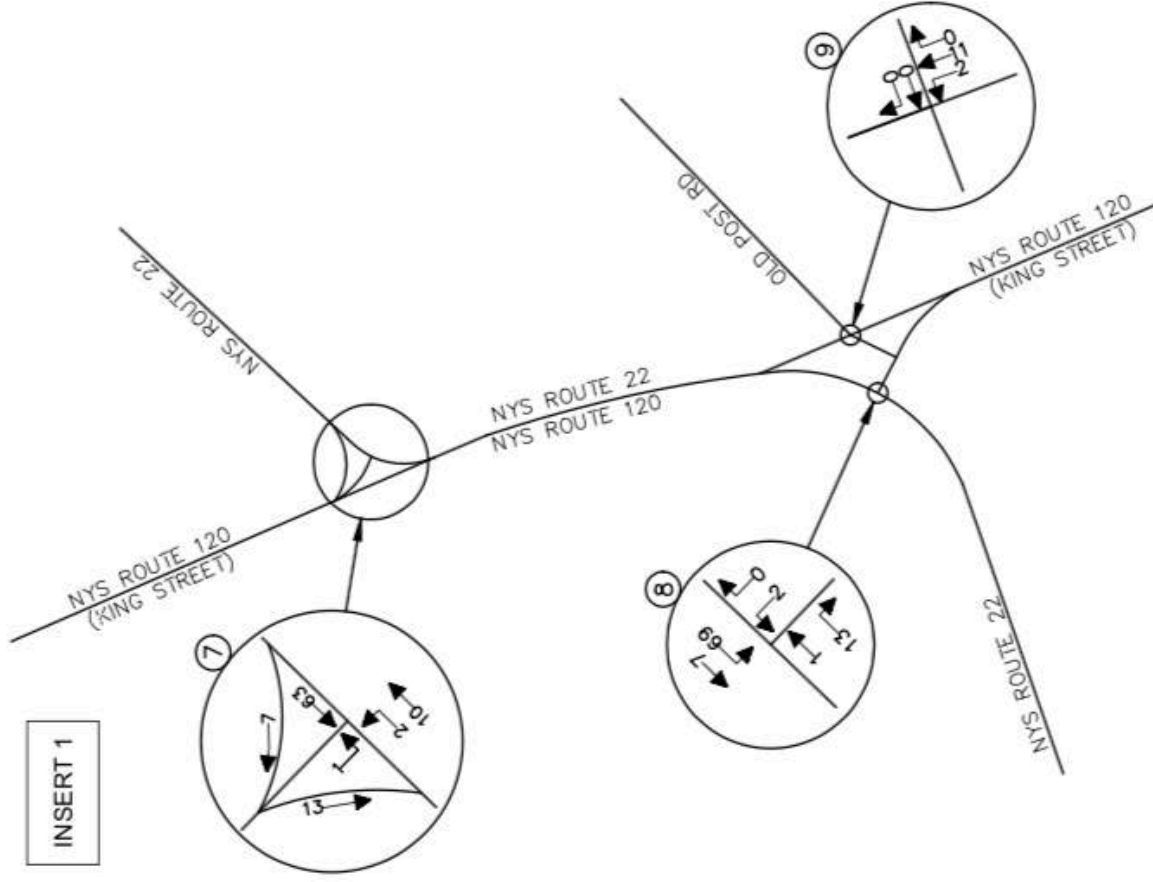 INSERT 1
NYS ROUTE 120
(KING STREET)
NYS ROUTE 22
NYS ROUTE 22
NYS ROUTE 120
OLD POST RD
NYS ROUTE 120
(KING STREET)
NYS ROUTE 22
7
7
63
1
2
10
13
8
7
69
0
2
1
13
9
0
0
0
11
2